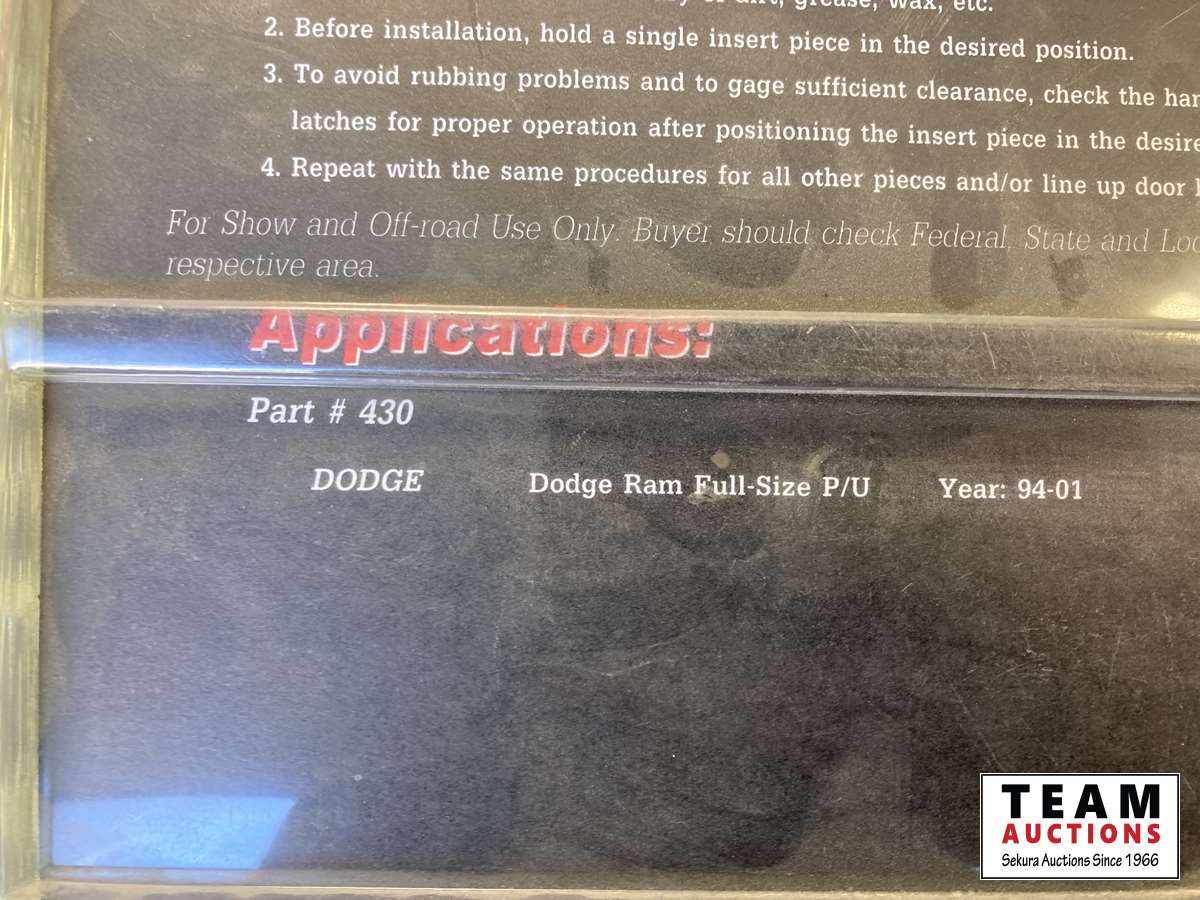 dirt, grease, wax, etc.
2. Before installation, hold a single insert piece in the desired position.
3. To avoid rubbing problems and to gage sufficient clearance, check the
latches for proper operation after positioning the insert piece in the
4. Repeat with the same procedures for all other pieces and/or line up door
For Show and Off-road Use Only. Buyer should check Federal, State and
respective area.
Applications:
Part # 430
DODGE Dodge Ram Full-Size P/U Year: 94-01
TEAM
AUCTIONS
Sekura Auctions Since 1966